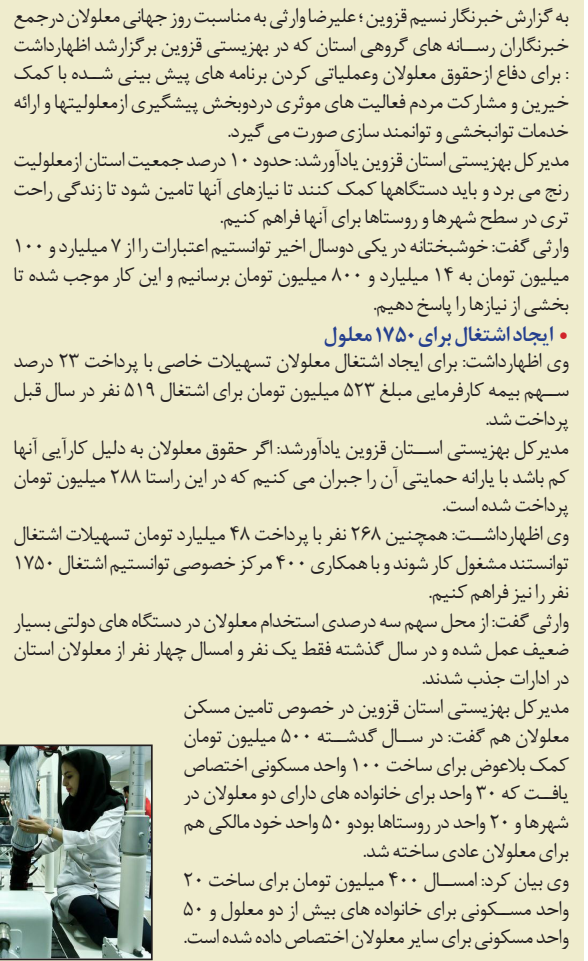 به گزارش خبرنگار نسیم قزوین ؛ علیرضا وارثی به مناسبت روز جهانی معلولان درجمع
خبرنگاران رسانه های گروهی استان که در بهزیستی قزوین برگزارشد اظهارداشت
: برای دفاع ازحقوق معلولان وعملیاتی کردن برنامه های پیش بینی شده با کمک
خیرین و مشارکت مردم فعالیت های موثری دردوبخش پیشگیری ازمعلولیتها و ارائه
خدمات توانبخشی و توانمند سازی صورت می گیرد.
مدیرکل بهزیستی استان قزوین یادآورشد: حدود ۱۰ درصد جمعیت استان ازمعلولیت
رنج می برد و باید دستگاهها کمک کنند تا نیازهای آنها تامین شود تا زندگی راحت
تری در سطح شهرها و روستاها برای آنها فراهم کنیم.
وارثی گفت: خوشبختانه در یکی دوسال اخیر توانستیم اعتبارات را از ۷ میلیارد و ۱۰۰
میلیون تومان به ۱۴ میلیارد و ۸۰۰ میلیون تومان برسانیم و این کار موجب شده تا
بخشی از نیازها را پاسخ دهیم.
• ایجاد اشتغال برای ۱۷۵۰ معلول
وی اظهارداشت: برای ایجاد اشتغال معلولان تسهیلات خاصی با پرداخت ۲۳ درصد
سهم بیمه کارفرمایی مبلغ ۵۲۳ میلیون تومان برای اشتغال ۵۱۹ نفر در سال قبل
پرداخت شد.
مدیرکل بهزیستی استان قزوین یادآورشد: اگر حقوق معلولان به دلیل کارآیی آنها
کم باشد با یارانه حمایتی آن را جبران می کنیم که در این راستا ۲۸۸ میلیون تومان
پرداخت شده است.
وی اظهارداشت: همچنین ۲۶۸ نفر با پرداخت ۴۸ میلیارد تومان تسهیلات اشتغال
توانستند مشغول کار شوند و با همکاری ۴۰۰ مرکز خصوصی توانستیم اشتغال ۱۷۵۰
نفر را نیز فراهم کنیم.
وارثی گفت: از محل سهم سه درصدی استخدام معلولان در دستگاه های دولتی بسیار
ضعیف عمل شده و در سال گذشته فقط یک نفر و امسال چهار نفر از معلولان استان
در ادارات جذب شدند.
مدیرکل بهزیستی استان قزوین در خصوص تامین مسکن
معلولان هم گفت: در سال گدشته ۵۰۰ میلیون تومان
کمک بلاعوض برای ساخت ۱۰۰ واحد مسکونی اختصاص
یافت که ۳۰ واحد برای خانواده های دارای دو معلولان در
شهرها و ۲۰ واحد در روستاها بودو ۵۰ واحد خود مالکی هم
برای معلولان عادی ساخته شد.
وی بیان کرد: امسال ۴۰۰ میلیون تومان برای ساخت ۲۰
واحد مسکونی برای خانواده های بیش از دو معلول و ۵۰
واحد مسکونی برای سایر معلولان اختصاص داده شده است.